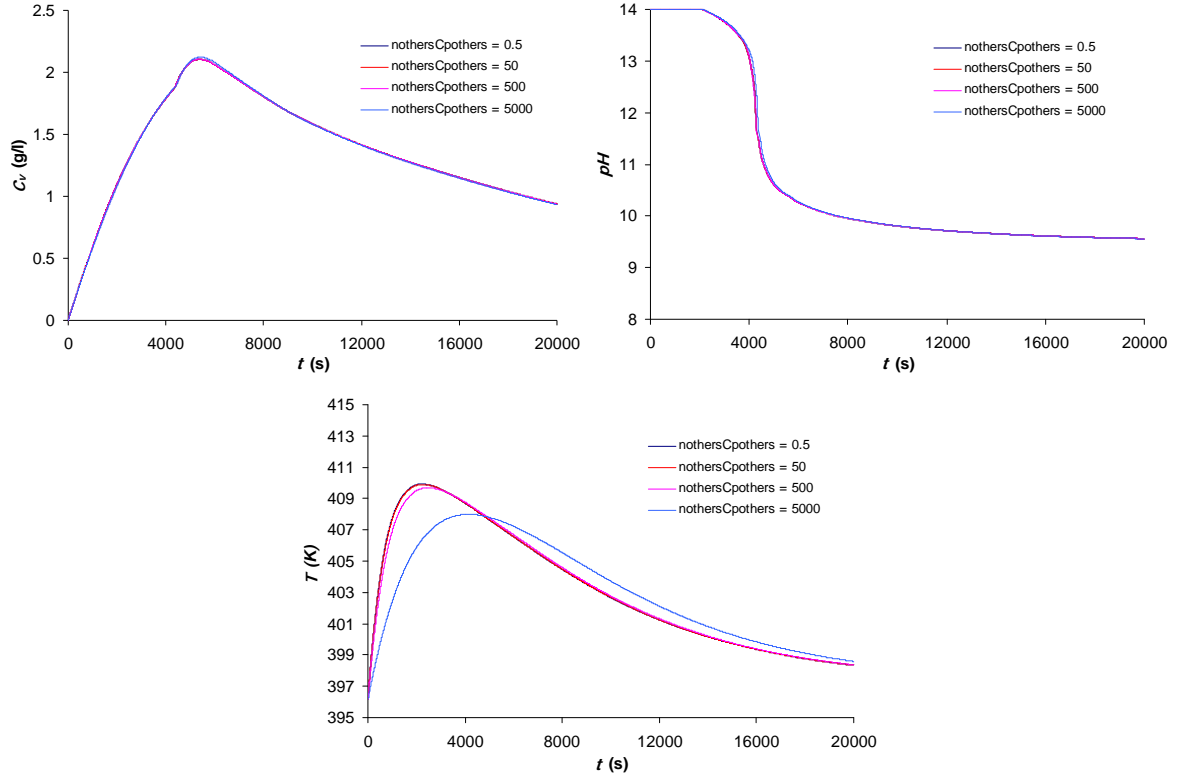 2.5
2
1.5
1
0.5
0
C_v (g/l)
nothersCpothers = 0.5
nothersCpothers = 50
nothersCpothers = 500
nothersCpothers = 5000
0 4000 8000 12000 16000 20000
t (s)
14
13
12
11
10
9
8
pH
nothersCpothers = 0.5
nothersCpothers = 50
nothersCpothers = 500
nothersCpothers = 5000
0 4000 8000 12000 16000 20000
t (s)
415
413
411
409
407
405
403
401
399
397
395
T (K)
nothersCpothers = 0.5
nothersCpothers = 50
nothersCpothers = 500
nothersCpothers = 5000
0 4000 8000 12000 16000 20000
t (s)